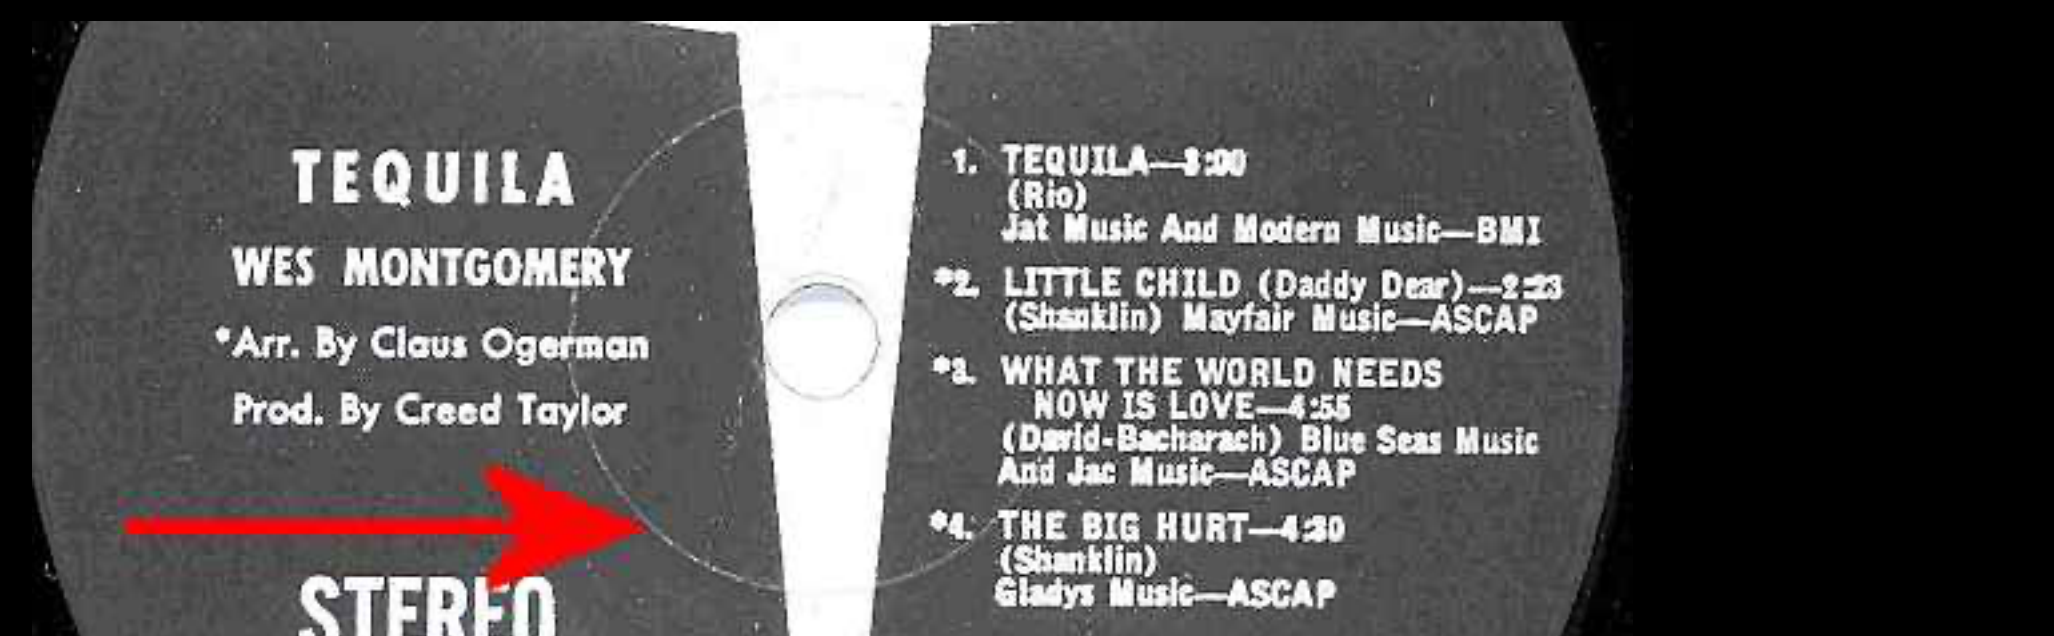 TEQUILA
WES MONTGOMERY
*Arr. By Claus Ogerman
Prod. By Creed Taylor
STEREO
1. TEQUILA—3:00
(Rio)
Jat Music And Modern Music—BMI
*2. LITTLE CHILD (Daddy Dear)—2:23
(Shanklin) Mayfair Music—ASCAP
*3. WHAT THE WORLD NEEDS
NOW IS LOVE—4:55
(David-Bacharach) Blue Seas Music
And Jac Music—ASCAP
*4. THE BIG HURT—4:30
(Shanklin)
Gladys Music—ASCAP